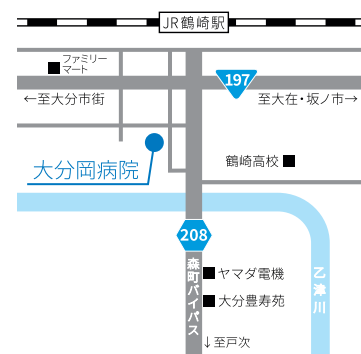 JR鶴崎駅
ファミリー
マート
197
←至大分市街
至大在・坂ノ市→
大分岡病院
鶴崎高校
208
森町バイパス
ヤマダ電機
乙津川
大分豊寿苑
↓至戸次